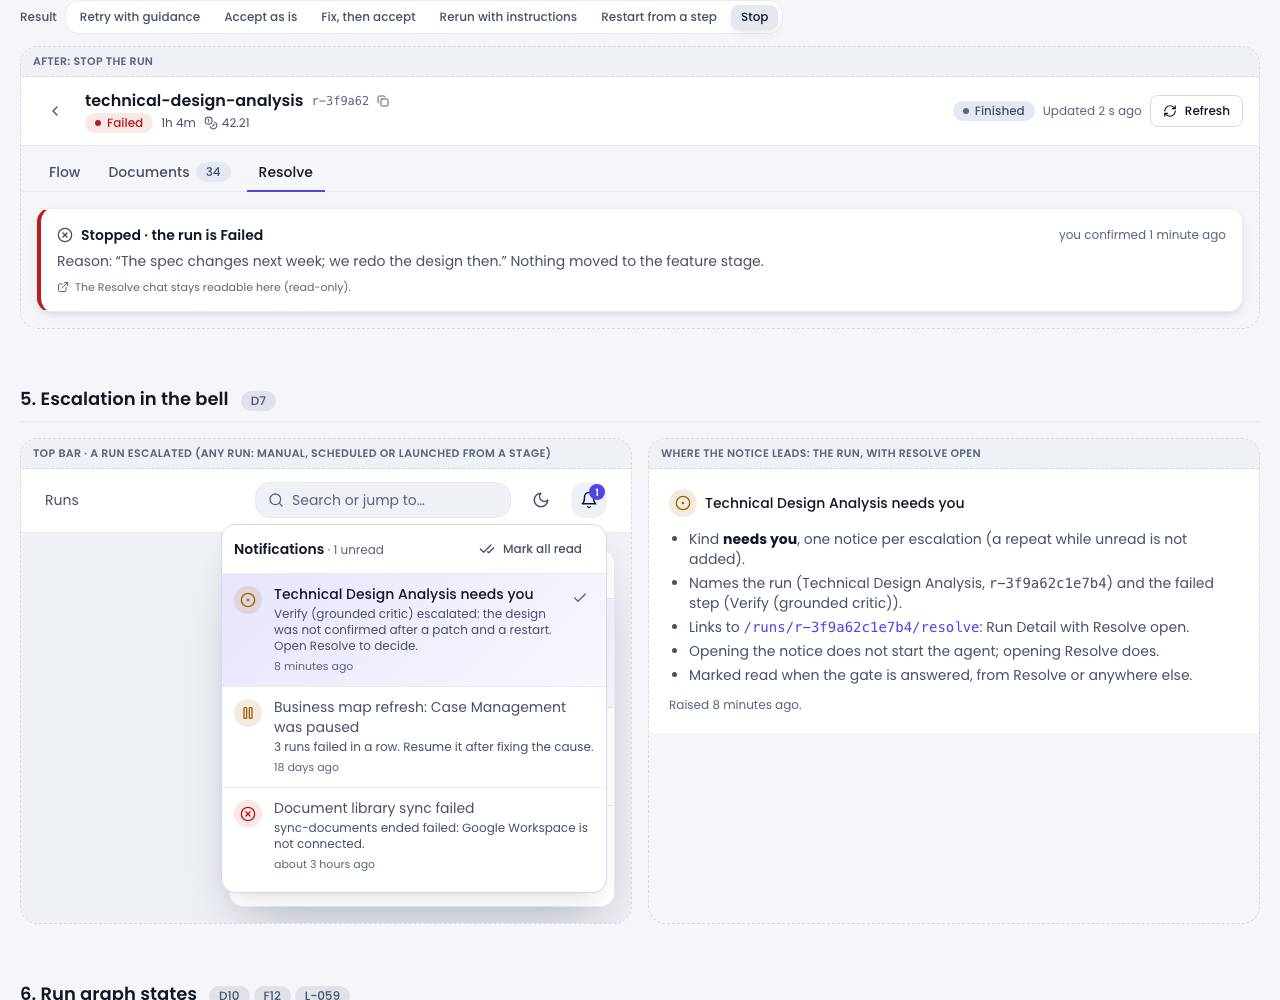 Result Retry with guidance Accept as is Fix, then accept Rerun with instructions Restart from a step Stop
AFTER: STOP THE RUN
technical-design-analysis r-3f9a62
Failed 1h 4m 42.21
Finished Updated 2 s ago Refresh
Flow Documents 34 Resolve
Stopped · the run is Failed you confirmed 1 minute ago
Reason: “The spec changes next week; we redo the design then.” Nothing moved to the feature stage.
The Resolve chat stays readable here (read-only).
5. Escalation in the bell D7
TOP BAR · A RUN ESCALATED (ANY RUN: MANUAL, SCHEDULED OR LAUNCHED FROM A STAGE)
Runs Search or jump to… 1
Notifications · 1 unread Mark all read
Technical Design Analysis needs you
Verify (grounded critic) escalated: the design
was not confirmed after a patch and a restart.
Open Resolve to decide.
8 minutes ago
Business map refresh: Case Management
was paused
3 runs failed in a row. Resume it after fixing the cause.
18 days ago
Document library sync failed
sync-documents ended failed: Google Workspace is
not connected.
about 3 hours ago
WHERE THE NOTICE LEADS: THE RUN, WITH RESOLVE OPEN
Technical Design Analysis needs you
• Kind needs you, one notice per escalation (a repeat while unread is not
added).
• Names the run (Technical Design Analysis, r-3f9a62c1e7b4) and the failed
step (Verify (grounded critic)).
• Links to /runs/r-3f9a62c1e7b4/resolve: Run Detail with Resolve open.
• Opening the notice does not start the agent; opening Resolve does.
• Marked read when the gate is answered, from Resolve or anywhere else.
Raised 8 minutes ago.
6. Run graph states D10 F12 L-059